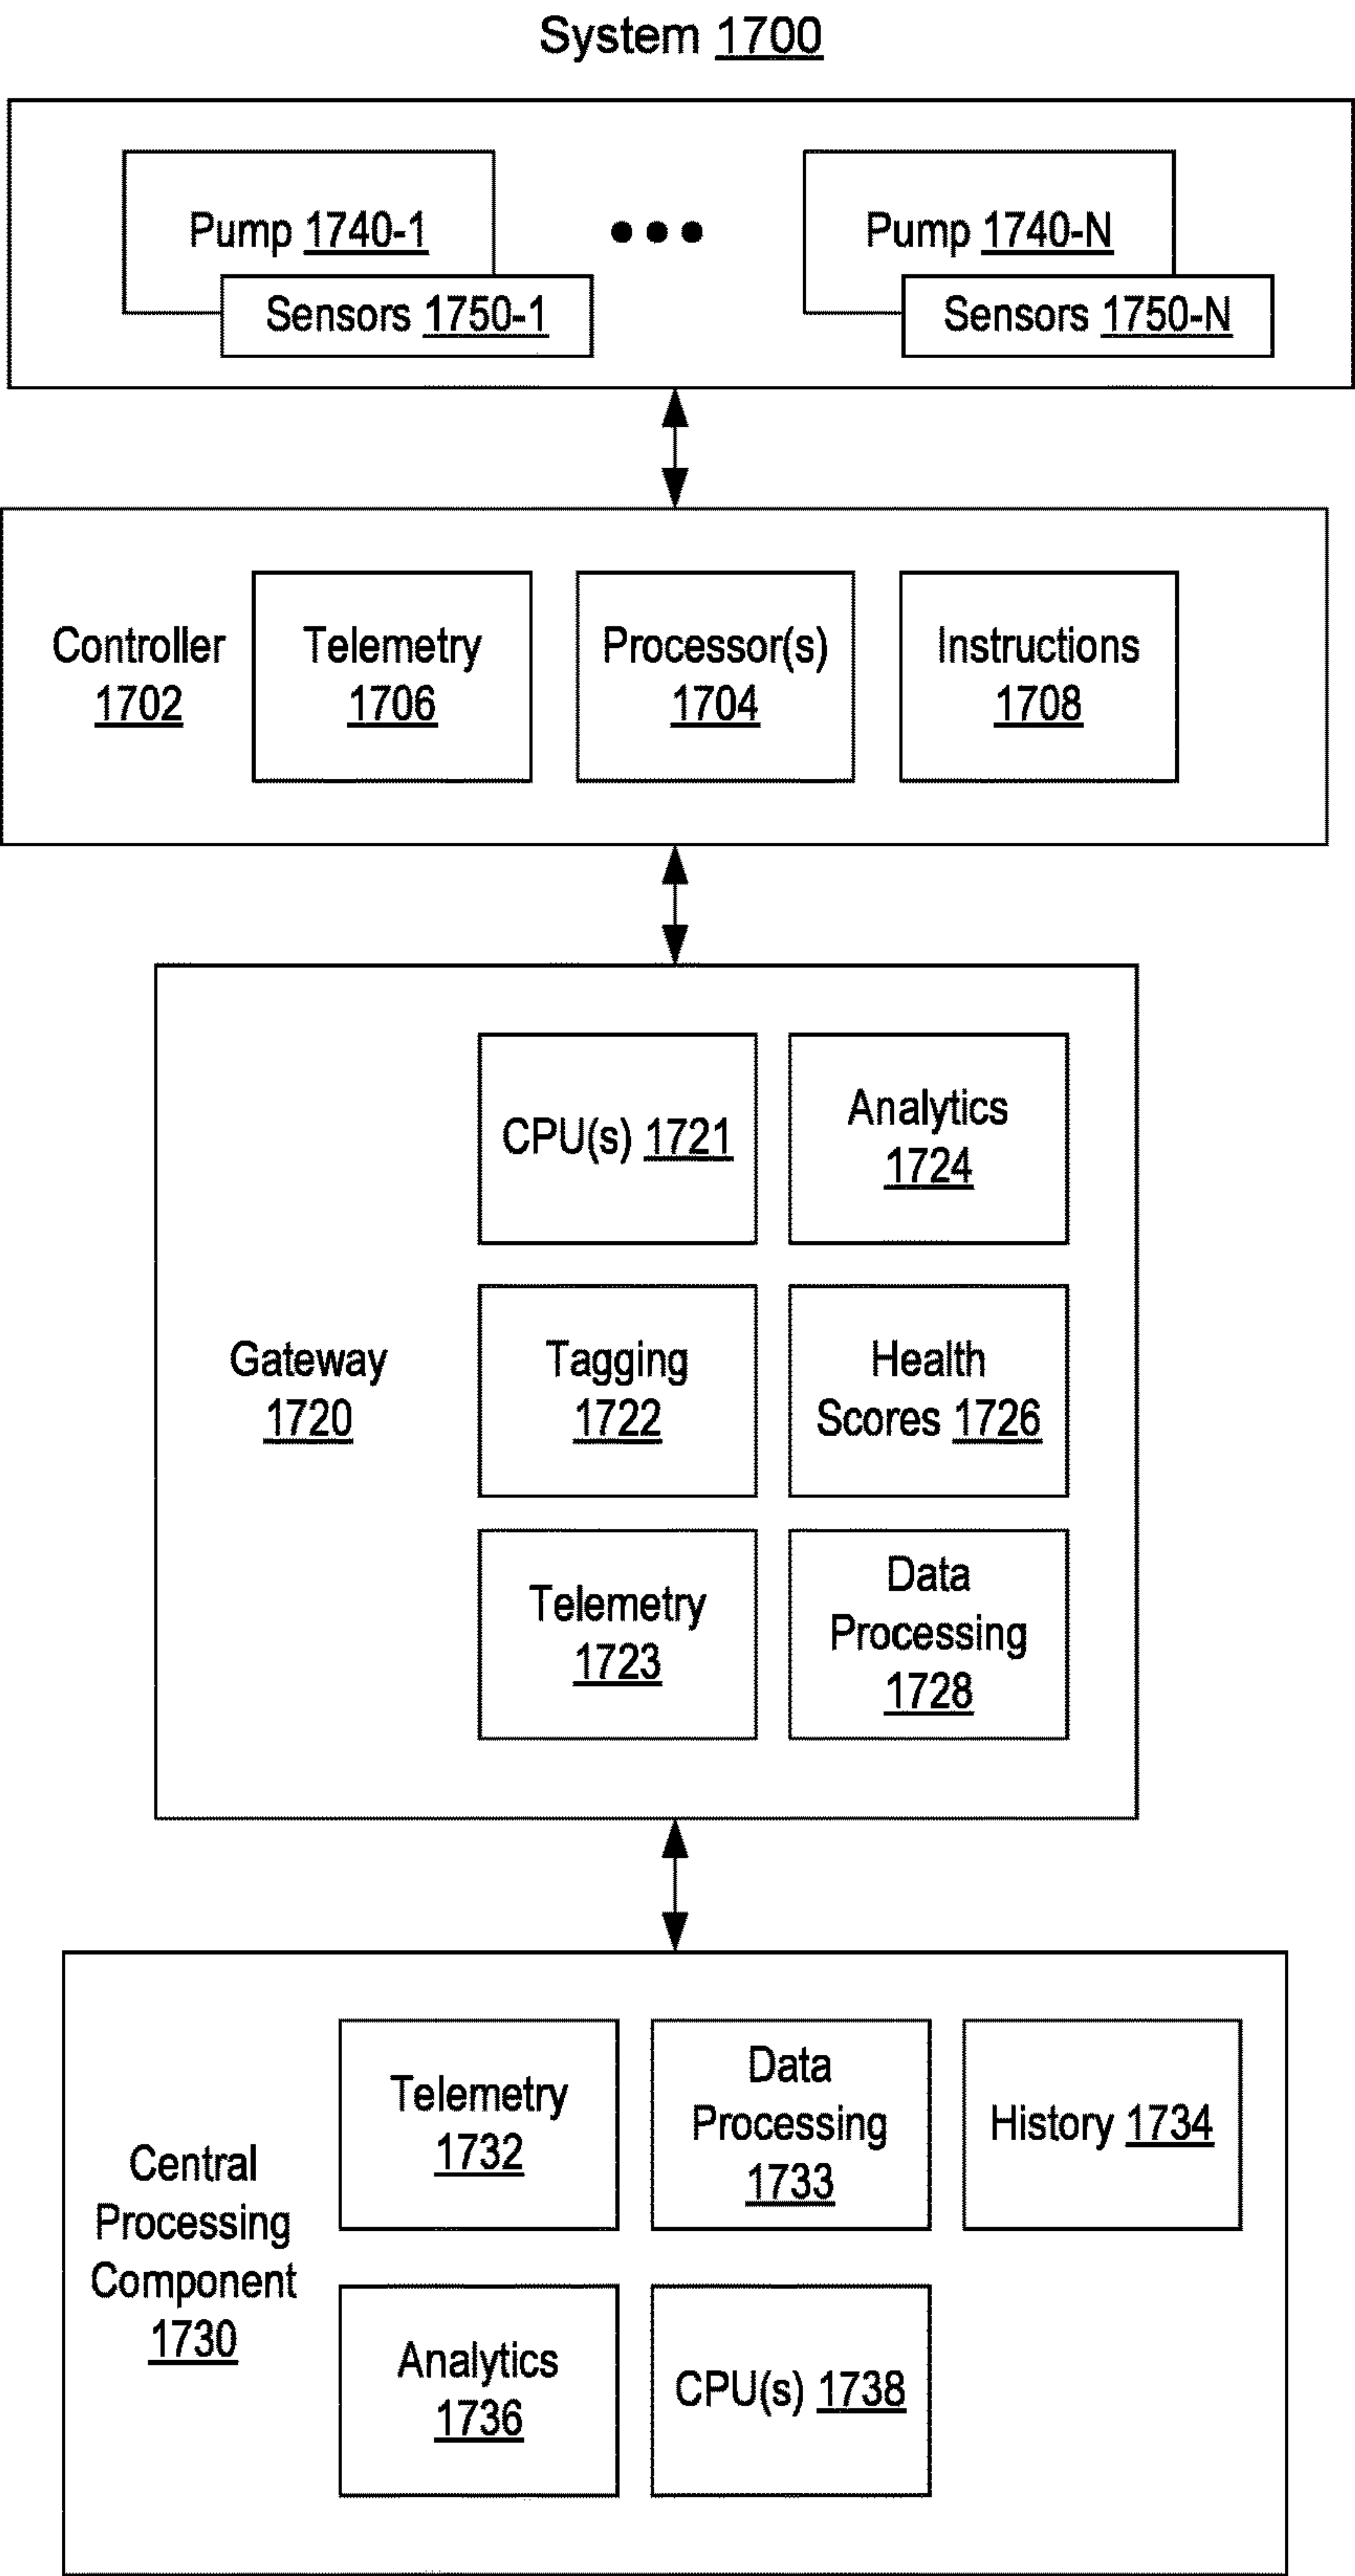 System 1700
Pump 1740-1
Pump 1740-N
Sensors 1750-1
Sensors 1750-N
Controller
1702
Telemetry
1706
Processor(s)
1704
Instructions
1708
Gateway
1720
CPU(s) 1721
Analytics
1724
Tagging
1722
Health
Scores 1726
Telemetry
1723
Data
Processing
1728
Central
Processing
Component
1730
Telemetry
1732
Data
Processing
1733
History 1734
Analytics
1736
CPU(s) 1738